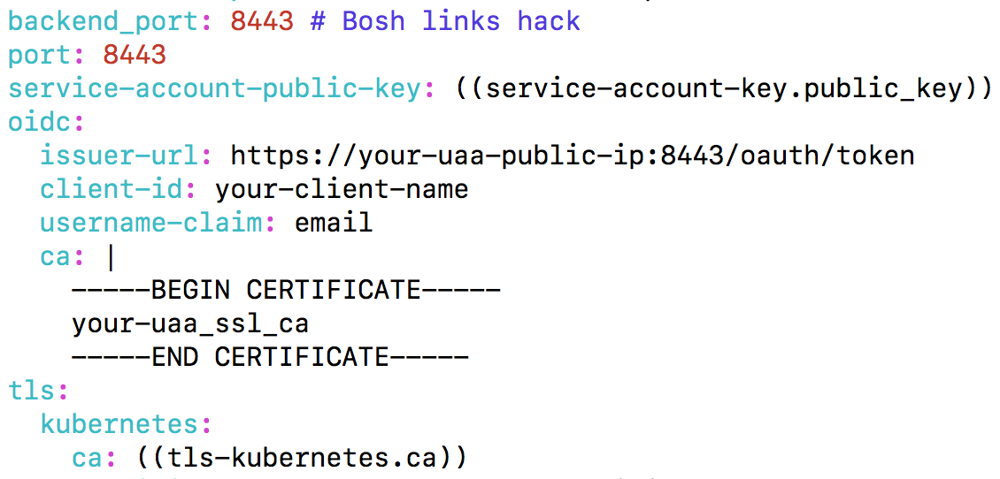 backend_port: 8443 # Bosh links hack
port: 8443
service-account-public-key: ((service-account-key.public_key))
oidc:
  issuer-url: https://your-uaa-public-ip:8443/oauth/token
  client-id: your-client-name
  username-claim: email
  ca: |
    -----BEGIN CERTIFICATE-----
    your-uaa_ssl_ca
    -----END CERTIFICATE-----
tls:
  kubernetes:
    ca: ((tls-kubernetes.ca))